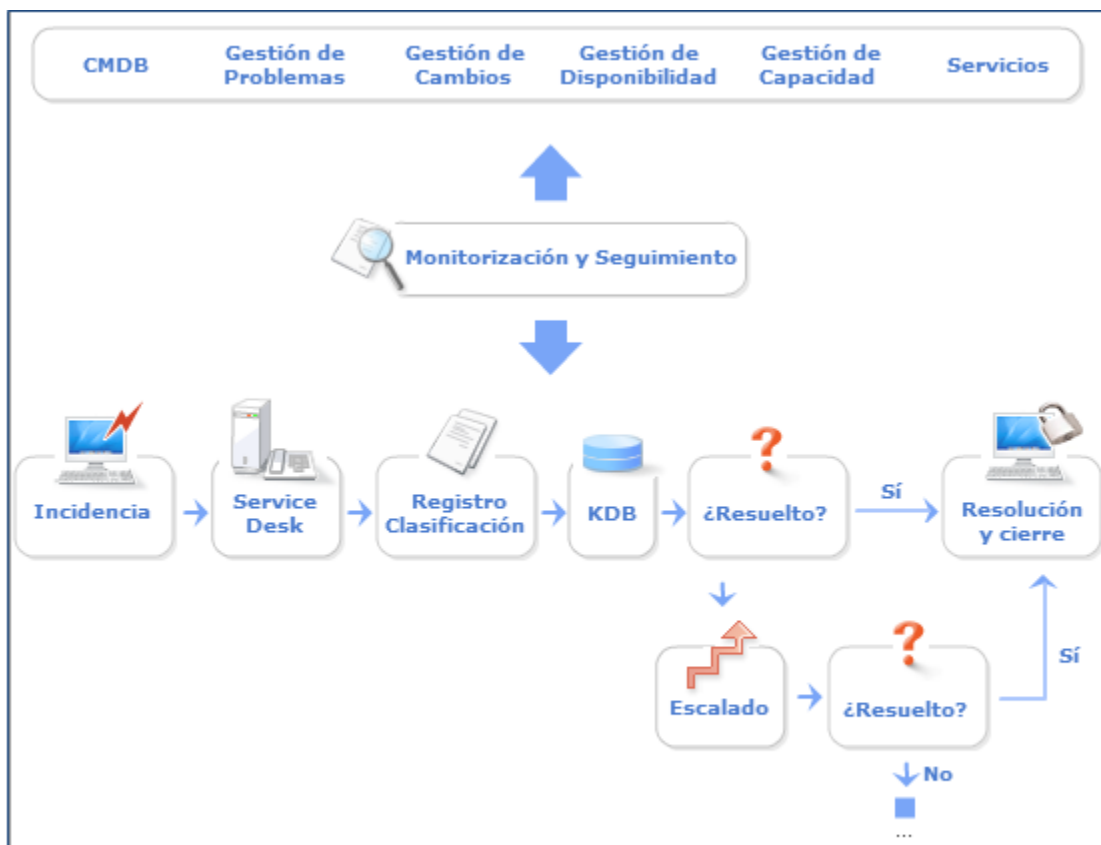 CMDB
Gestión de
Problemas
Gestión de
Cambios
Gestión de
Disponibilidad
Gestión de
Capacidad
Servicios
Monitorización y Seguimiento
Incidencia
Service
Desk
Registro
Clasificación
KDB
¿Resuelto?
Sí
Resolución
y cierre
Escalado
¿Resuelto?
Sí
No
...